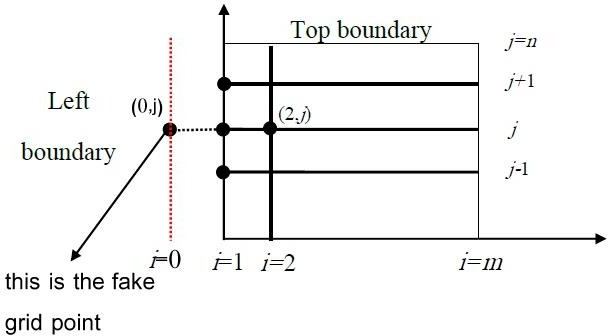 Top boundary
j=n
j+1
Left
(0,j)
(2,j)
j
boundary
j-1
i=0
i=1
i=2
i=m
this is the fake
grid point